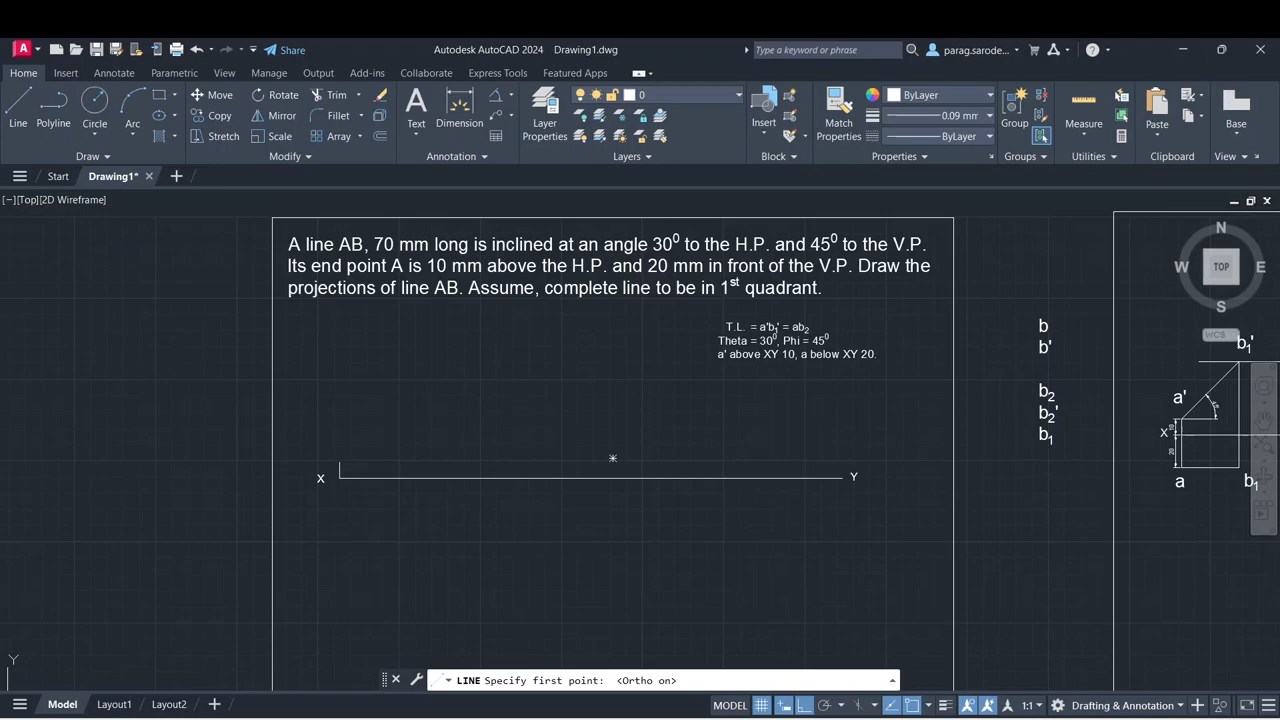 Share
Autodesk AutoCAD 2024 Drawing1.dwg
Type a keyword or phrase
parag.sarode...
Home Insert Annotate Parametric View Manage Output Add-ins Collaborate Express Tools Featured Apps
Line Polyline Circle Arc
Move Rotate Trim
Copy Mirror Fillet
Stretch Scale Array
Text Dimension
Layer Properties
0
Insert
Match Properties
ByLayer
0.09 mm
ByLayer
Group
Measure
Paste
Base
Draw Modify Annotation Layers Block Properties Groups Utilities Clipboard View
Start Drawing1*
[−][Top][2D Wireframe]
A line AB, 70 mm long is inclined at an angle 30⁰ to the H.P. and 45⁰ to the V.P.
Its end point A is 10 mm above the H.P. and 20 mm in front of the V.P. Draw the
projections of line AB. Assume, complete line to be in 1ˢᵗ quadrant.
T.L. = a'b₁' = ab₂
Theta = 30⁰, Phi = 45⁰
a' above XY 10, a below XY 20.
X Y
b
b'
b₂
b₂'
b₁
N
W TOP E
S
WCS
b₁'
a'
X
10
20
a b₁
Y
LINE Specify first point: <Ortho on>
Model Layout1 Layout2
MODEL
1:1
Drafting & Annotation